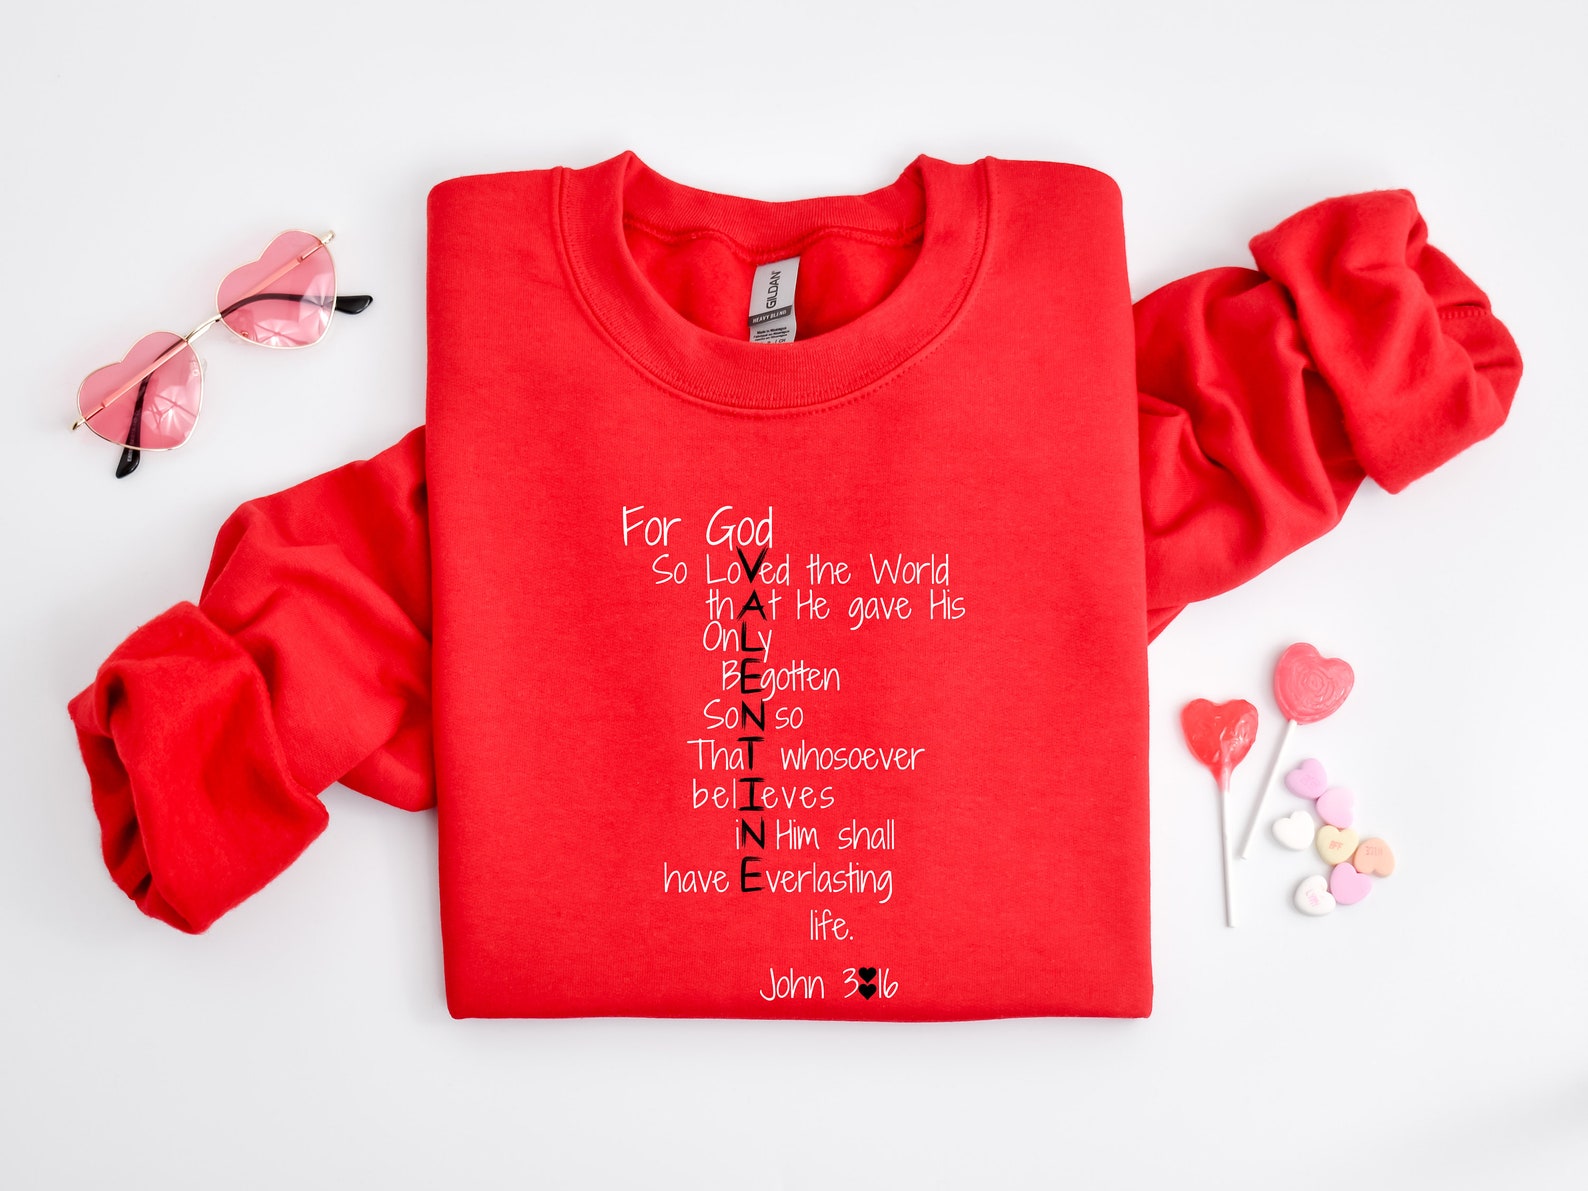 GILDAN
HEAVY BLEND
For God
So LoVed the World
thAt He gave His
OnLy
BEgotten
SoN so
ThaT whosoever
belIeves
iN Him shall
have Everlasting
life.
John 3♥♥16